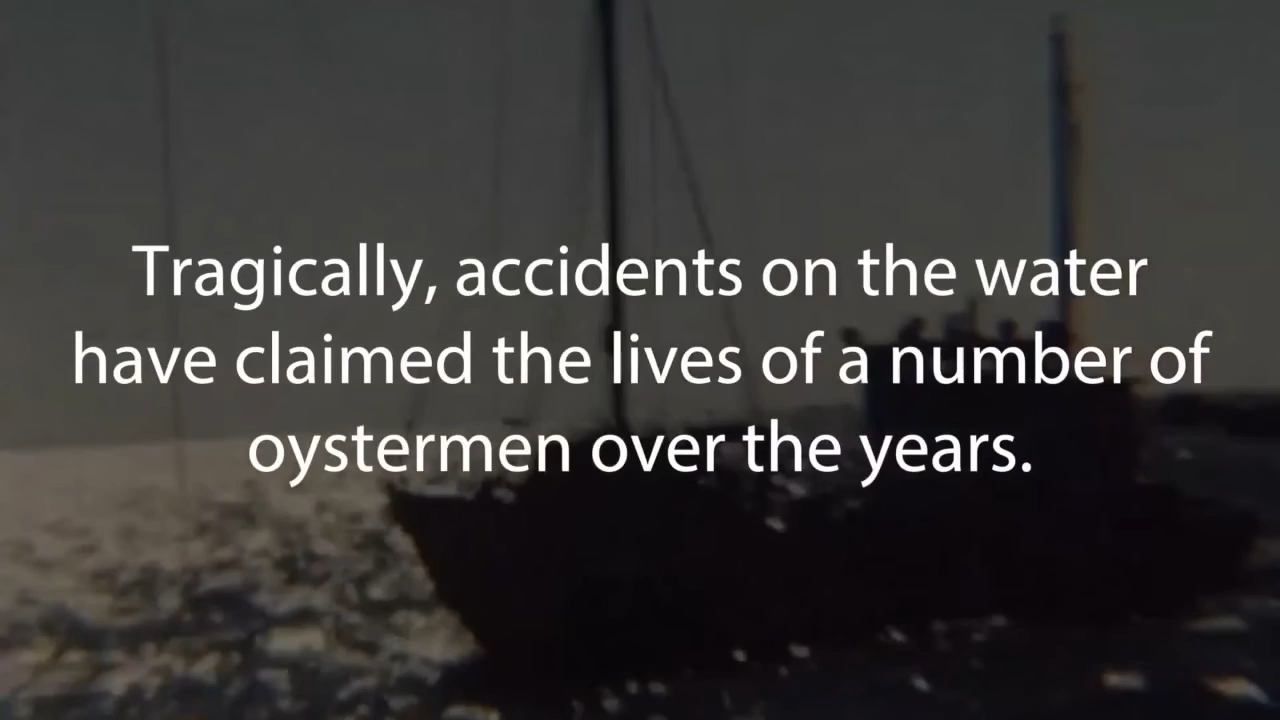 Tragically, accidents on the water
have claimed the lives of a number of
oystermen over the years.